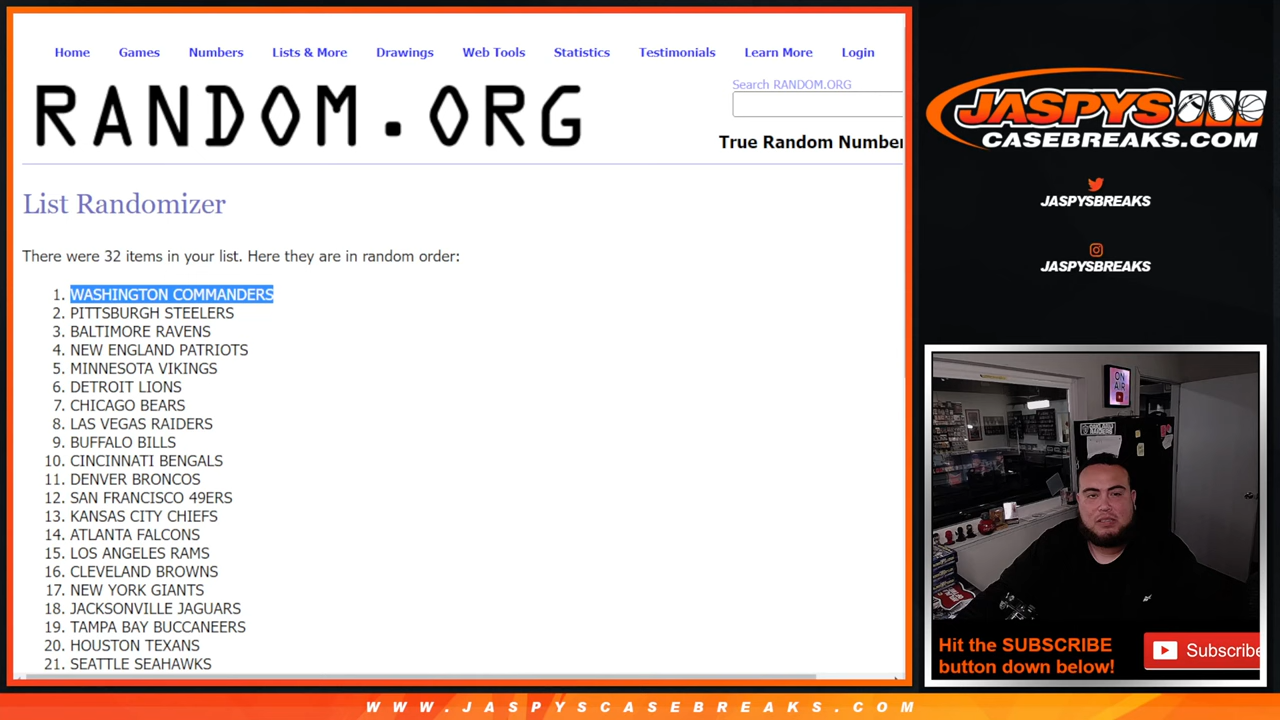 Home Games Numbers Lists & More Drawings Web Tools Statistics Testimonials Learn More Login
RANDOM.ORG
Search RANDOM.ORG
True Random Number
List Randomizer
There were 32 items in your list. Here they are in random order:
1. WASHINGTON COMMANDERS
2. PITTSBURGH STEELERS
3. BALTIMORE RAVENS
4. NEW ENGLAND PATRIOTS
5. MINNESOTA VIKINGS
6. DETROIT LIONS
7. CHICAGO BEARS
8. LAS VEGAS RAIDERS
9. BUFFALO BILLS
10. CINCINNATI BENGALS
11. DENVER BRONCOS
12. SAN FRANCISCO 49ERS
13. KANSAS CITY CHIEFS
14. ATLANTA FALCONS
15. LOS ANGELES RAMS
16. CLEVELAND BROWNS
17. NEW YORK GIANTS
18. JACKSONVILLE JAGUARS
19. TAMPA BAY BUCCANEERS
20. HOUSTON TEXANS
21. SEATTLE SEAHAWKS
JASPYS
CASEBREAKS.COM
JASPYSBREAKS
JASPYSBREAKS
ON
AIR
Hit the SUBSCRIBE
button down below!
Subscribe
WWW.JASPYSCASEBREAKS.COM